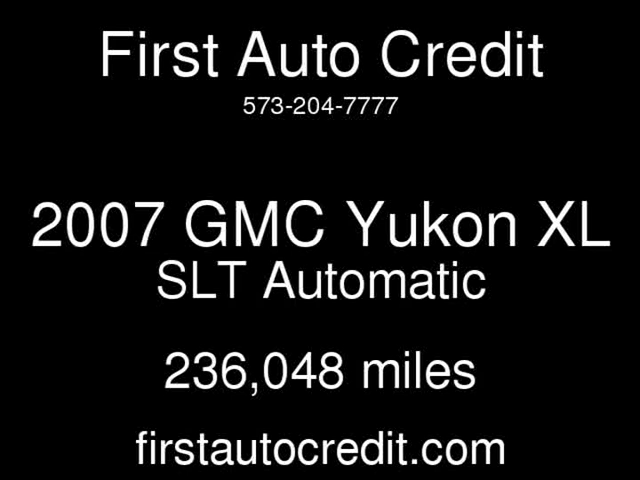 First Auto Credit
573-204-7777
2007 GMC Yukon XL
SLT Automatic
236,048 miles
firstautocredit.com